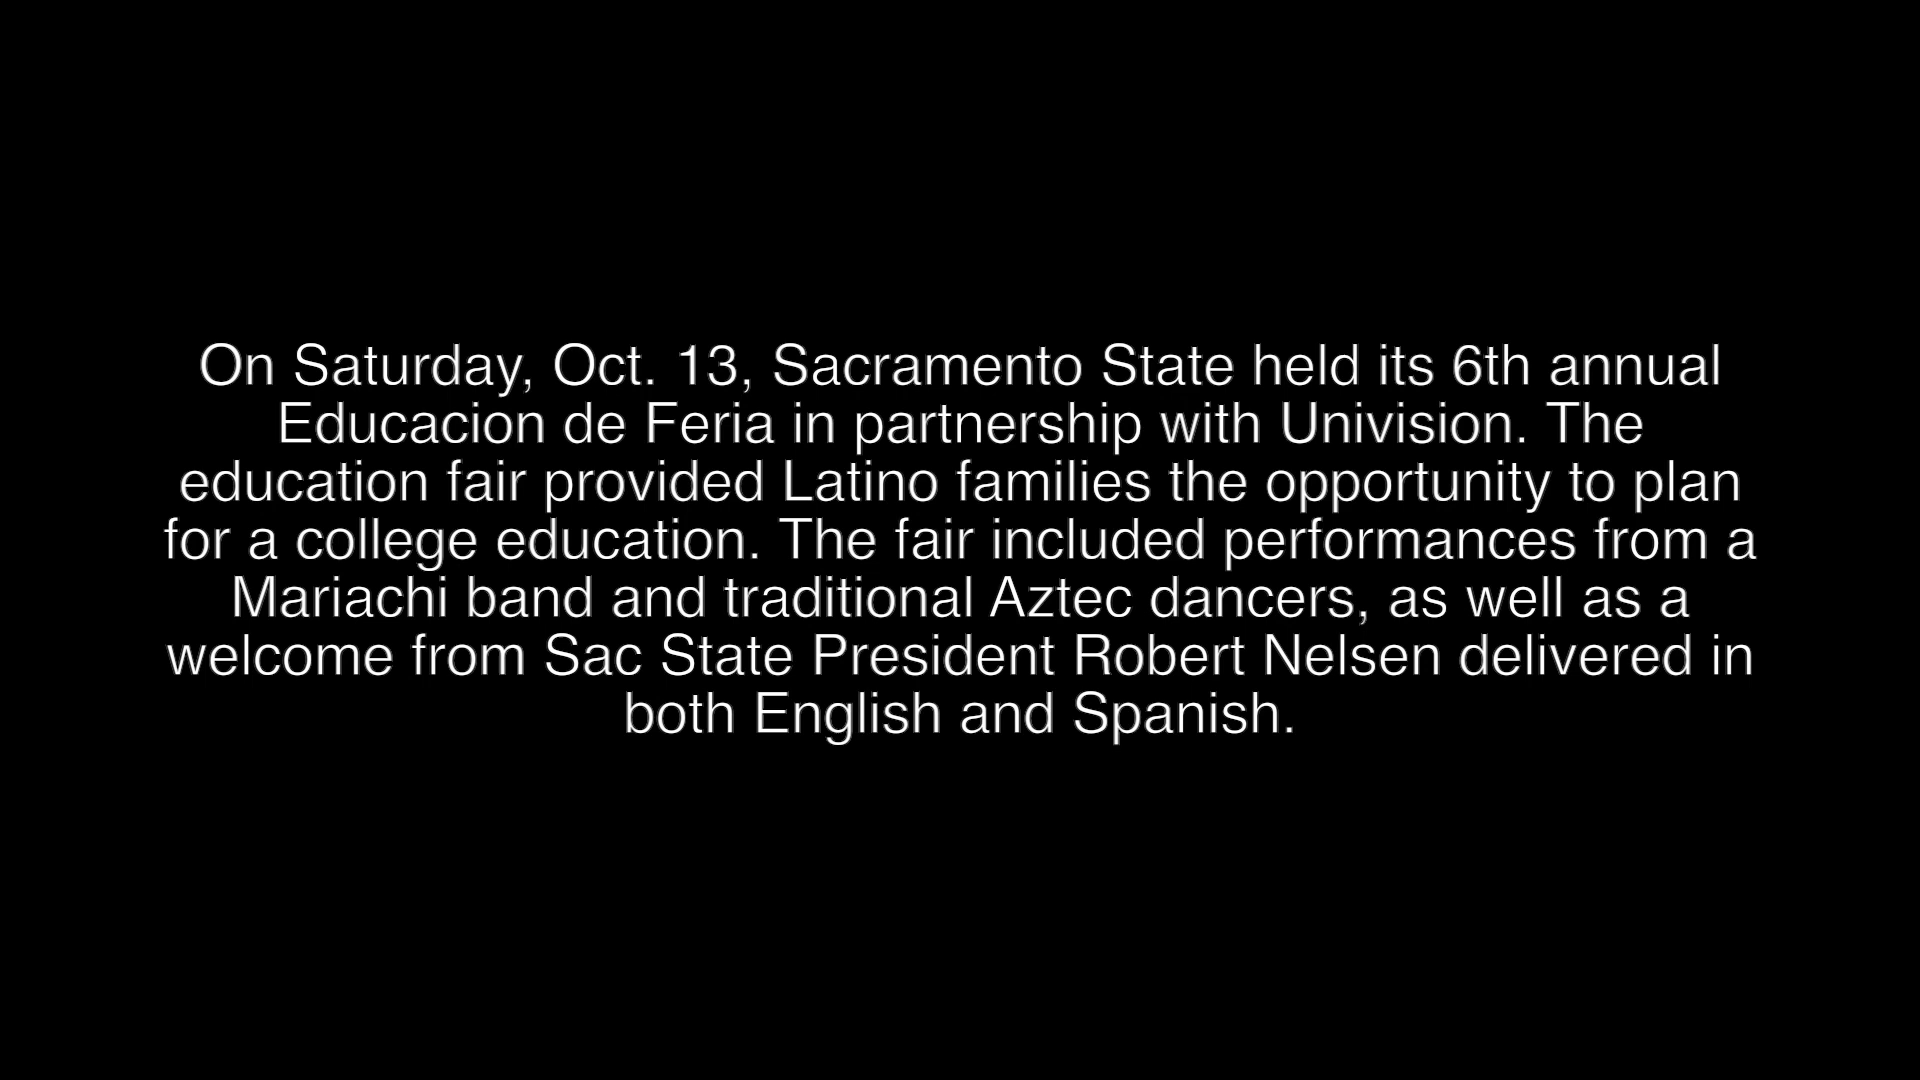 On Saturday, Oct. 13, Sacramento State held its 6th annual
Educacion de Feria in partnership with Univision. The
education fair provided Latino families the opportunity to plan
for a college education. The fair included performances from a
Mariachi band and traditional Aztec dancers, as well as a
welcome from Sac State President Robert Nelsen delivered in
both English and Spanish.